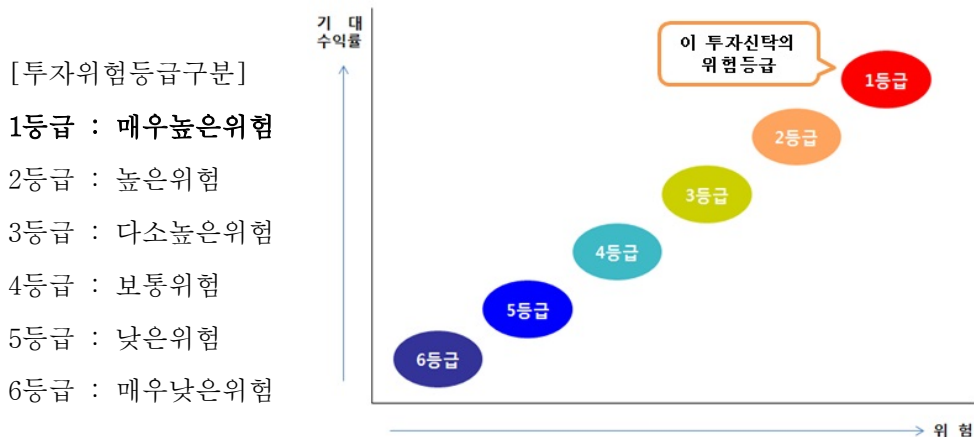 [투자위험등급구분]
1등급 : 매우높은위험
2등급 : 높은위험
3등급 : 다소높은위험
4등급 : 보통위험
5등급 : 낮은위험
6등급 : 매우낮은위험
기 대
수익률
이 투자신탁의
위험등급
1등급
2등급
3등급
4등급
5등급
6등급
위 험